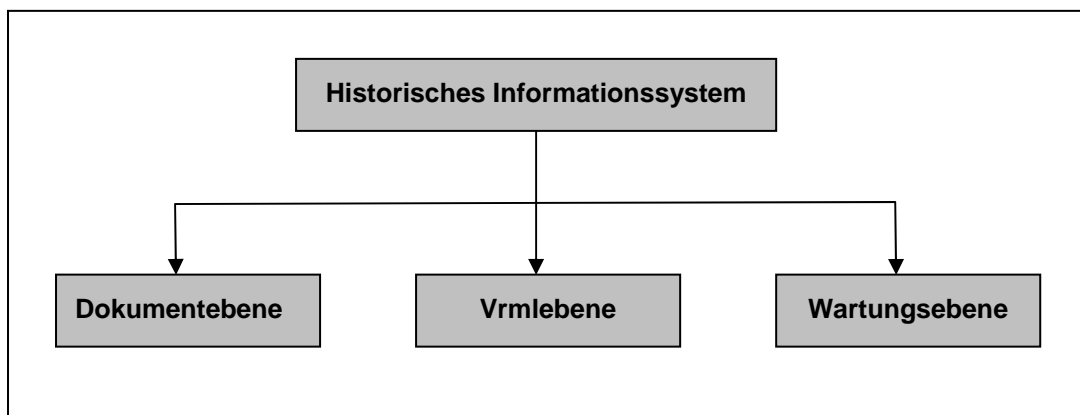 Historisches Informationssystem
Dokumentebene
Vrmlebene
Wartungsebene